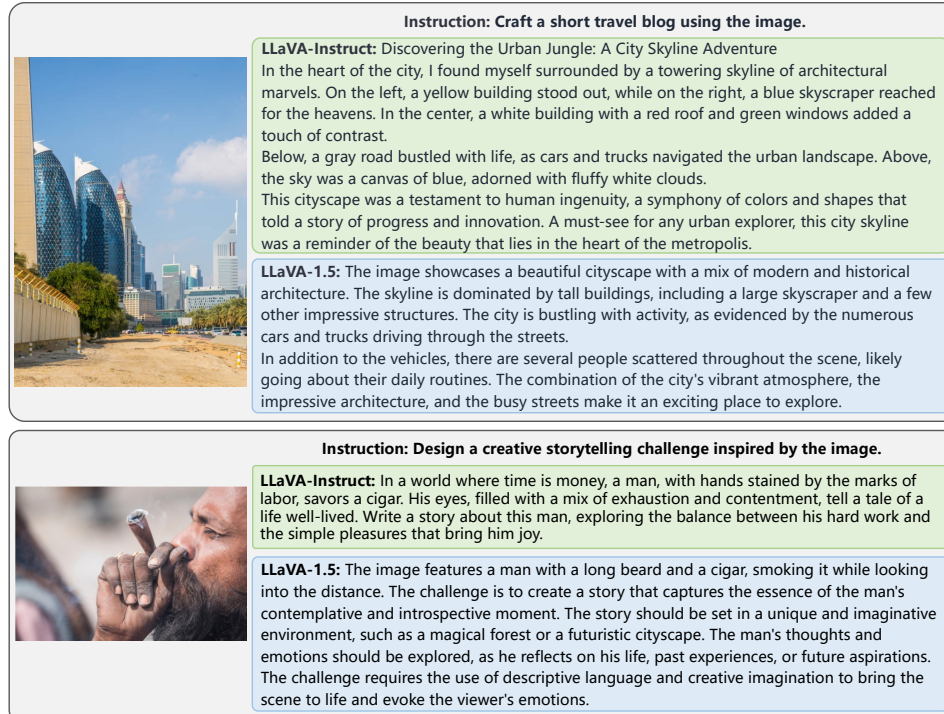 Instruction: Craft a short travel blog using the image.
LLaVA-Instruct: Discovering the Urban Jungle: A City Skyline Adventure
In the heart of the city, I found myself surrounded by a towering skyline of architectural
marvels. On the left, a yellow building stood out, while on the right, a blue skyscraper reached
for the heavens. In the center, a white building with a red roof and green windows added a
touch of contrast.
Below, a gray road bustled with life, as cars and trucks navigated the urban landscape. Above,
the sky was a canvas of blue, adorned with fluffy white clouds.
This cityscape was a testament to human ingenuity, a symphony of colors and shapes that
told a story of progress and innovation. A must-see for any urban explorer, this city skyline
was a reminder of the beauty that lies in the heart of the metropolis.
LLaVA-1.5: The image showcases a beautiful cityscape with a mix of modern and historical
architecture. The skyline is dominated by tall buildings, including a large skyscraper and a few
other impressive structures. The city is bustling with activity, as evidenced by the numerous
cars and trucks driving through the streets.
In addition to the vehicles, there are several people scattered throughout the scene, likely
going about their daily routines. The combination of the city's vibrant atmosphere, the
impressive architecture, and the busy streets make it an exciting place to explore.
Instruction: Design a creative storytelling challenge inspired by the image.
LLaVA-Instruct: In a world where time is money, a man, with hands stained by the marks of
labor, savors a cigar. His eyes, filled with a mix of exhaustion and contentment, tell a tale of a
life well-lived. Write a story about this man, exploring the balance between his hard work and
the simple pleasures that bring him joy.
LLaVA-1.5: The image features a man with a long beard and a cigar, smoking it while looking
into the distance. The challenge is to create a story that captures the essence of the man's
contemplative and introspective moment. The story should be set in a unique and imaginative
environment, such as a magical forest or a futuristic cityscape. The man's thoughts and
emotions should be explored, as he reflects on his life, past experiences, or future aspirations.
The challenge requires the use of descriptive language and creative imagination to bring the
scene to life and evoke the viewer's emotions.